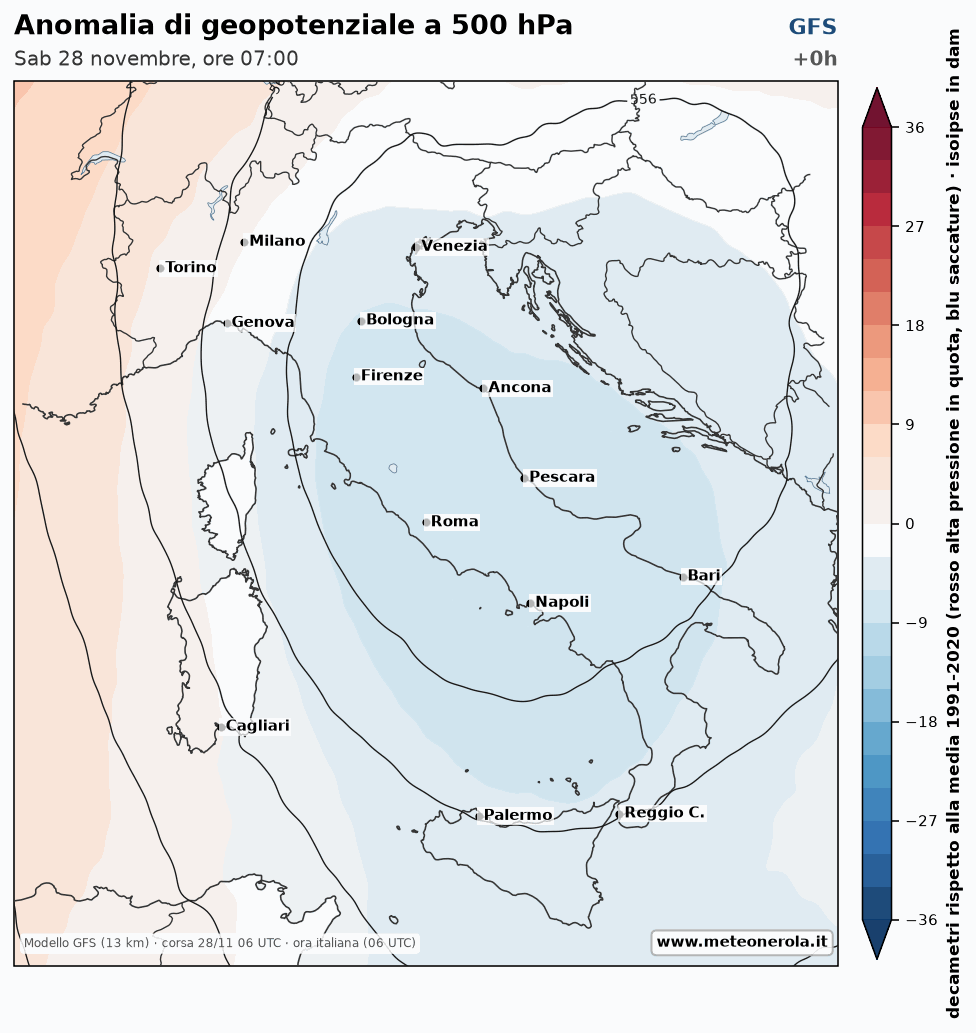 Anomalia di geopotenziale a 500 hPa
GFS
Sab 28 novembre, ore 07:00
+0h
556
Milano
Venezia
Torino
Genova
Bologna
Firenze
Ancona
Pescara
Roma
Bari
Napoli
Cagliari
Palermo
Reggio C.
Modello GFS (13 km) · corsa 28/11 06 UTC · ora italiana (06 UTC)
www.meteonerola.it
36
27
18
9
0
−9
−18
−27
−36
decametri rispetto alla media 1991-2020 (rosso alta pressione in quota, blu saccature) · isoipse in dam